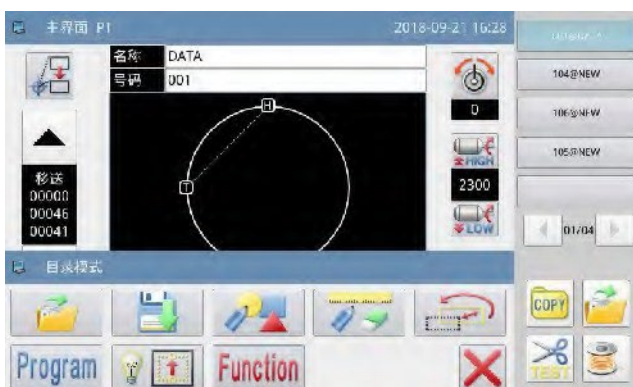 主界面 P1
2018-09-21 16:28
名称 DATA
号码 001
H
T
移送
00000
00046
00041
0
HIGH
2300
LOW
104@NEW
106@NEW
105@NEW
01/04
目录模式
COPY
Program
Function
TEST